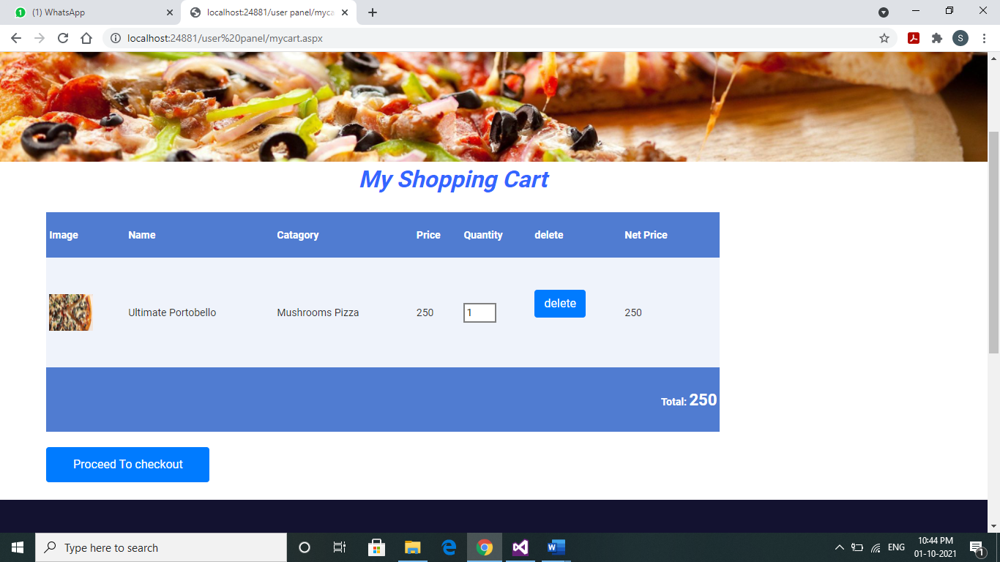 (1) WhatsApp
localhost:24881/user panel/myca
localhost:24881/user%20panel/mycart.aspx
S
My Shopping Cart
Image Name Catagory Price Quantity delete Net Price
Ultimate Portobello Mushrooms Pizza 250 1 delete 250
Total: 250
Proceed To checkout
Type here to search
ENG
10:44 PM
01-10-2021
1